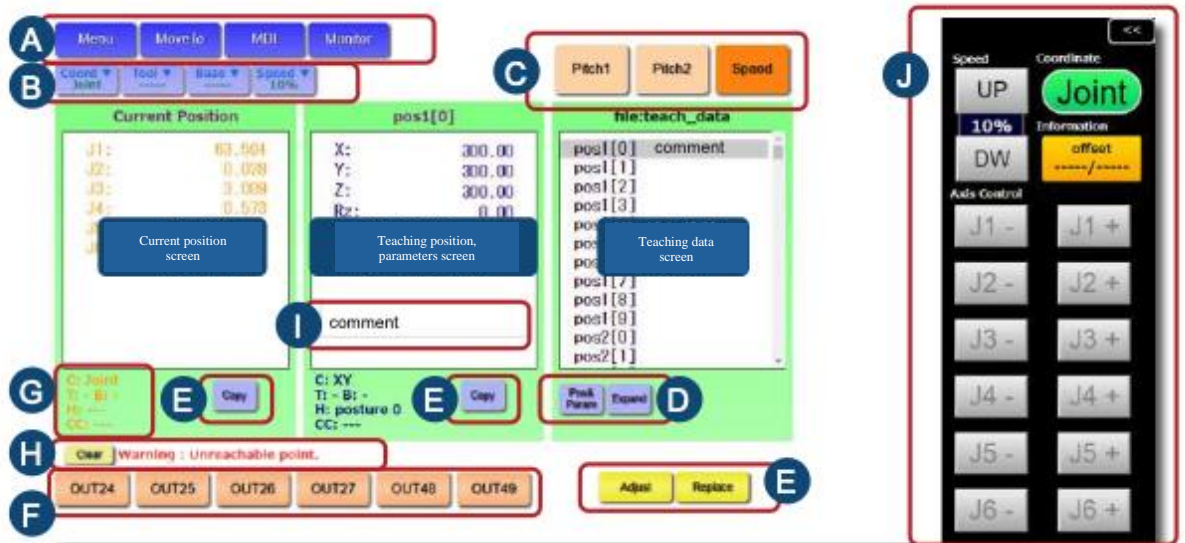 A
Menu MoveTo MDI Monitor
B
Coord ▼ Tool ▼ Base ▼ Speed ▼
Joint ----- ----- 10%
C
Pitch1 Pitch2 Speed
Current Position
J1: 63.504
J2: 0.028
J3: 3.009
J4: 0.573
Current position
screen
pos1[0]
X: 300.00
Y: 300.00
Z: 300.00
Rz: 0.00
Teaching position,
parameters screen
I
comment
file:teach_data
pos1[0] comment
pos1[1]
pos1[2]
pos1[3]
Teaching data
screen
pos1[7]
pos1[8]
pos1[9]
pos2[0]
pos2[1]
G
C: Joint
T: - B: -
H: ---
CC: ---
E
Copy
C: XY
T: - B: -
H: posture 0
CC: ---
E
Copy
Pos&
Param
Expand
D
H
Clear Warning : Unreachable point.
F
OUT24 OUT25 OUT26 OUT27 OUT48 OUT49
Adjust Replace
E
J
<<
Speed Coordinate
UP Joint
10% Information
DW offset
-----/-----
Axis Control
J1 - J1 +
J2 - J2 +
J3 - J3 +
J4 - J4 +
J5 - J5 +
J6 - J6 +